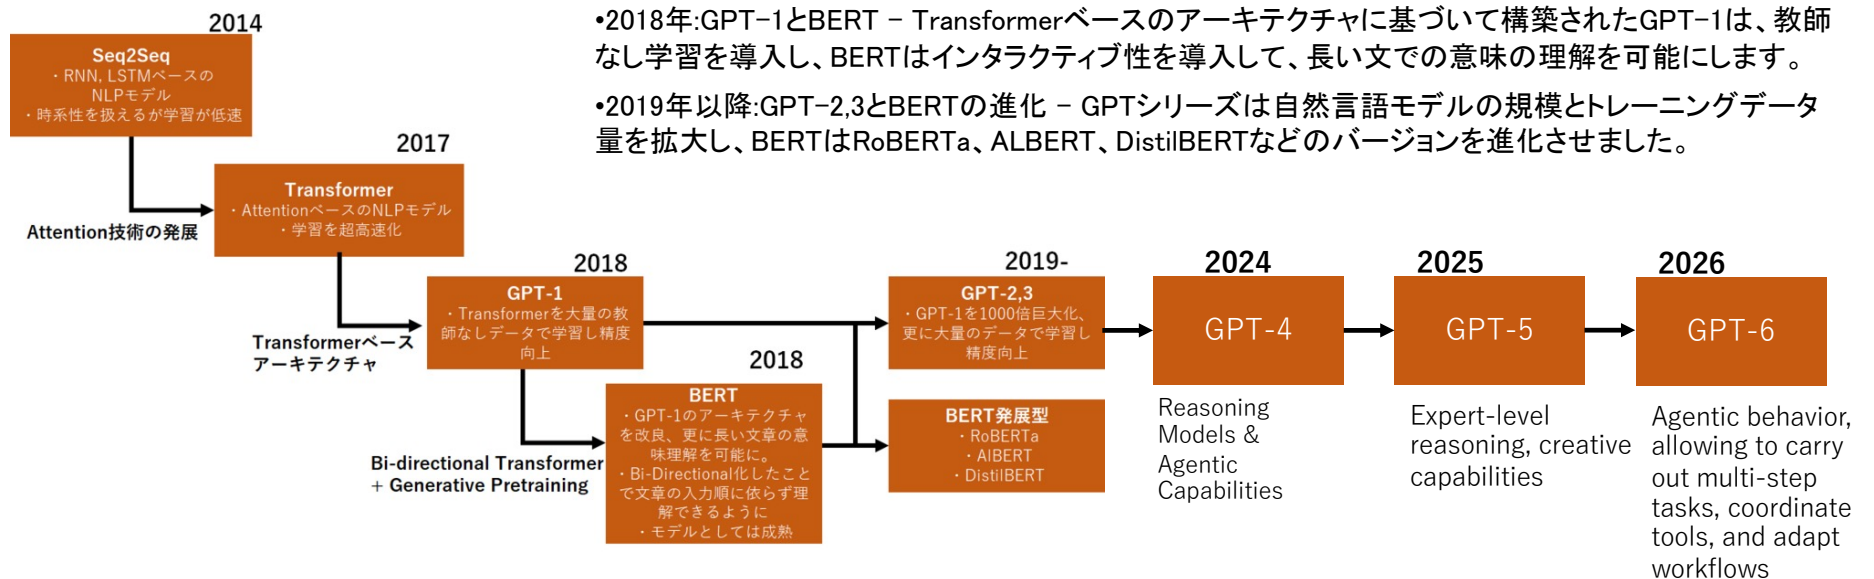 •2018年:GPT-1とBERT - Transformerベースのアーキテクチャに基づいて構築されたGPT-1は、教師
なし学習を導入し、BERTはインタラクティブ性を導入して、長い文での意味の理解を可能にします。
•2019年以降:GPT-2,3とBERTの進化 - GPTシリーズは自然言語モデルの規模とトレーニングデータ
量を拡大し、BERTはRoBERTa、ALBERT、DistilBERTなどのバージョンを進化させました。
2014
Seq2Seq
・RNN, LSTMベースの
NLPモデル
・時系性を扱えるが学習が低速
Attention技術の発展
2017
Transformer
・AttentionベースのNLPモデル
・学習を超高速化
Transformerベース
アーキテクチャ
2018
GPT-1
・Transformerを大量の教
師なしデータで学習し精度
向上
Bi-directional Transformer
+ Generative Pretraining
2018
BERT
・GPT-1のアーキテクチャ
を改良、更に長い文章の意
味理解を可能に。
・Bi-Directional化したこと
で文章の入力順に依らず理
解できるように
・モデルとしては成熟
2019-
GPT-2,3
・GPT-1を1000倍巨大化、
更に大量のデータで学習し
精度向上
BERT発展型
・RoBERTa
・AlBERT
・DistilBERT
2024
GPT-4
Reasoning
Models &
Agentic
Capabilities
2025
GPT-5
Expert-level
reasoning, creative
capabilities
2026
GPT-6
Agentic behavior,
allowing to carry
out multi-step
tasks, coordinate
tools, and adapt
workflows